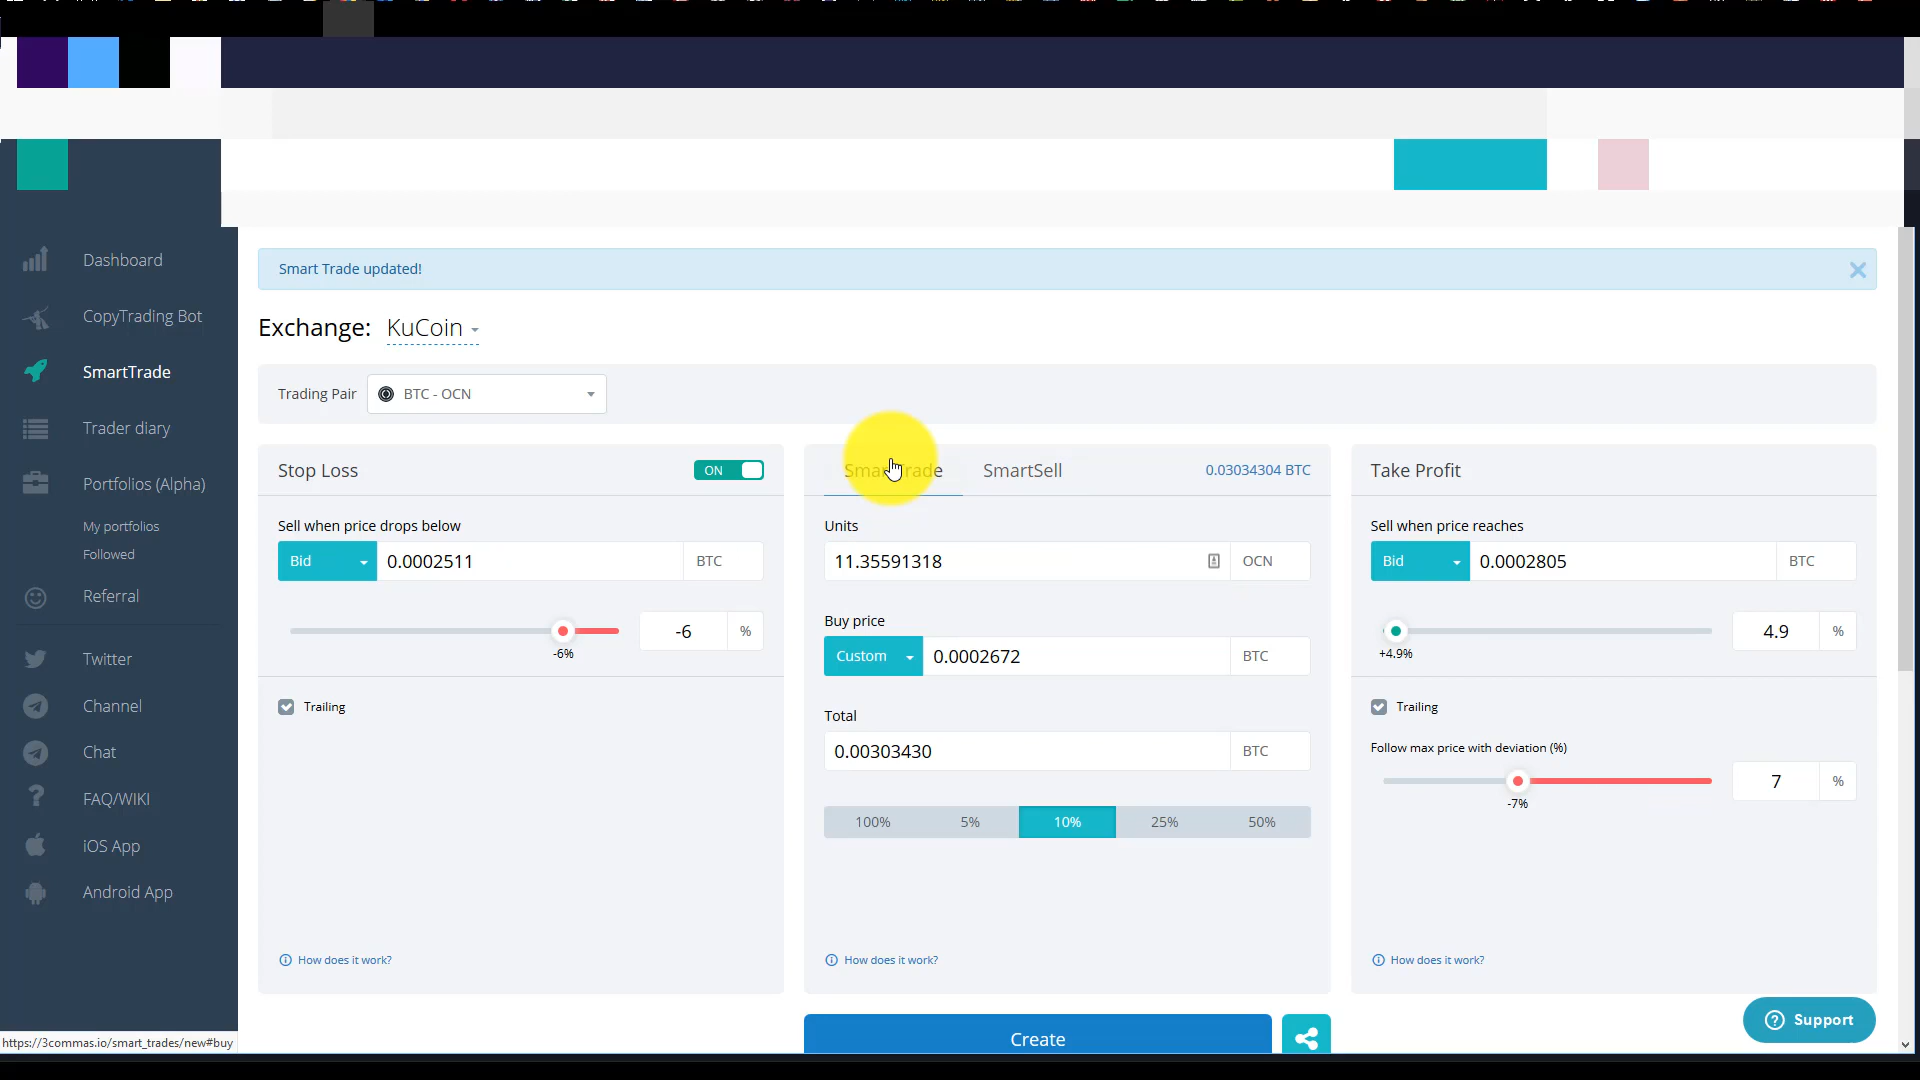 Dashboard
CopyTrading Bot
SmartTrade
Trader diary
Portfolios (Alpha)
My portfolios
Followed
Referral
Twitter
Channel
Chat
FAQ/WIKI
iOS App
Android App
https://3commas.io/smart_trades/new#buy
Smart Trade updated!
Exchange: KuCoin
Trading Pair BTC - OCN
Stop Loss ON
Sell when price drops below
Bid 0.0002511 BTC
-6 %
-6%
Trailing
How does it work?
SmartTrade SmartSell 0.03034304 BTC
Units
11.35591318 OCN
Buy price
Custom 0.0002672 BTC
Total
0.00303430 BTC
100% 5% 10% 25% 50%
How does it work?
Create
Take Profit
Sell when price reaches
Bid 0.0002805 BTC
4.9 %
+4.9%
Trailing
Follow max price with deviation (%)
7 %
-7%
How does it work?
Support